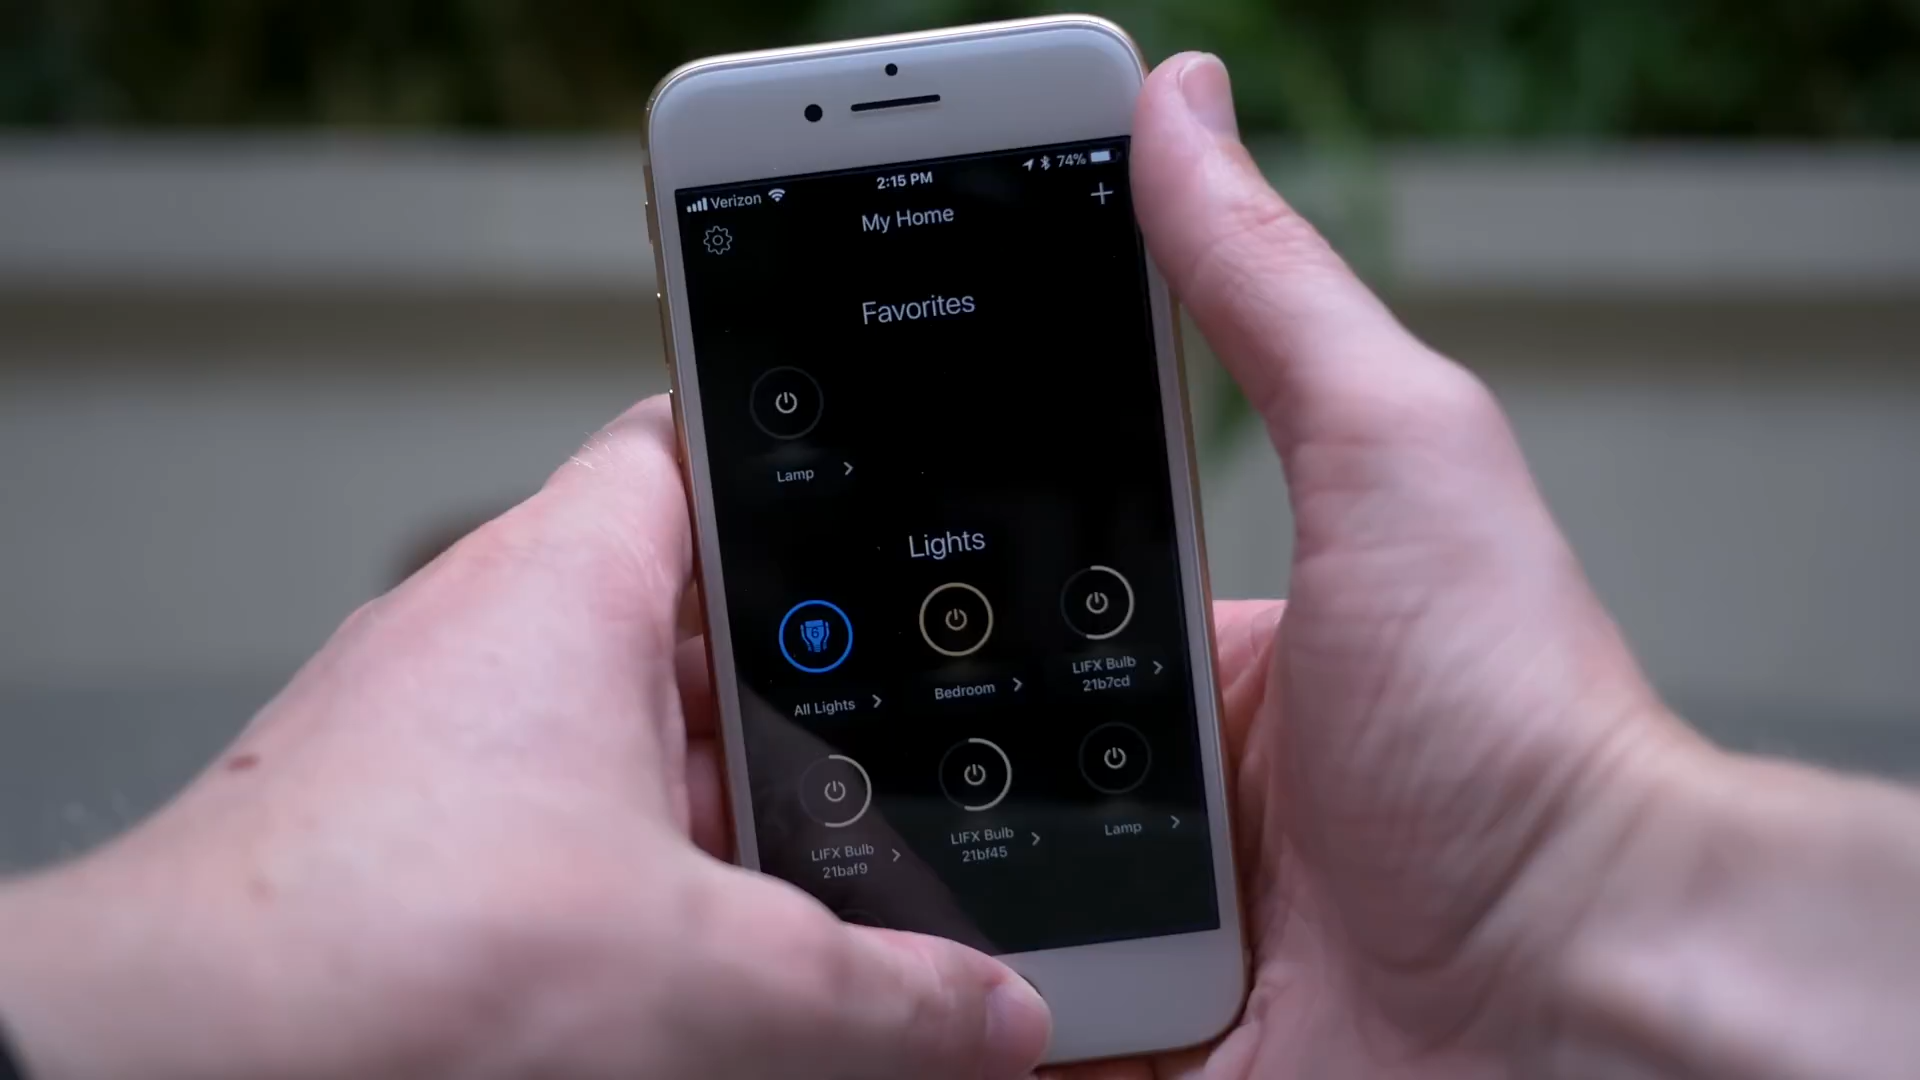 Verizon 2:15 PM 74%
My Home
Favorites
Lamp
Lights
6
All Lights
Bedroom
LIFX Bulb
21b7cd
LIFX Bulb
21baf9
LIFX Bulb
21bf45
Lamp